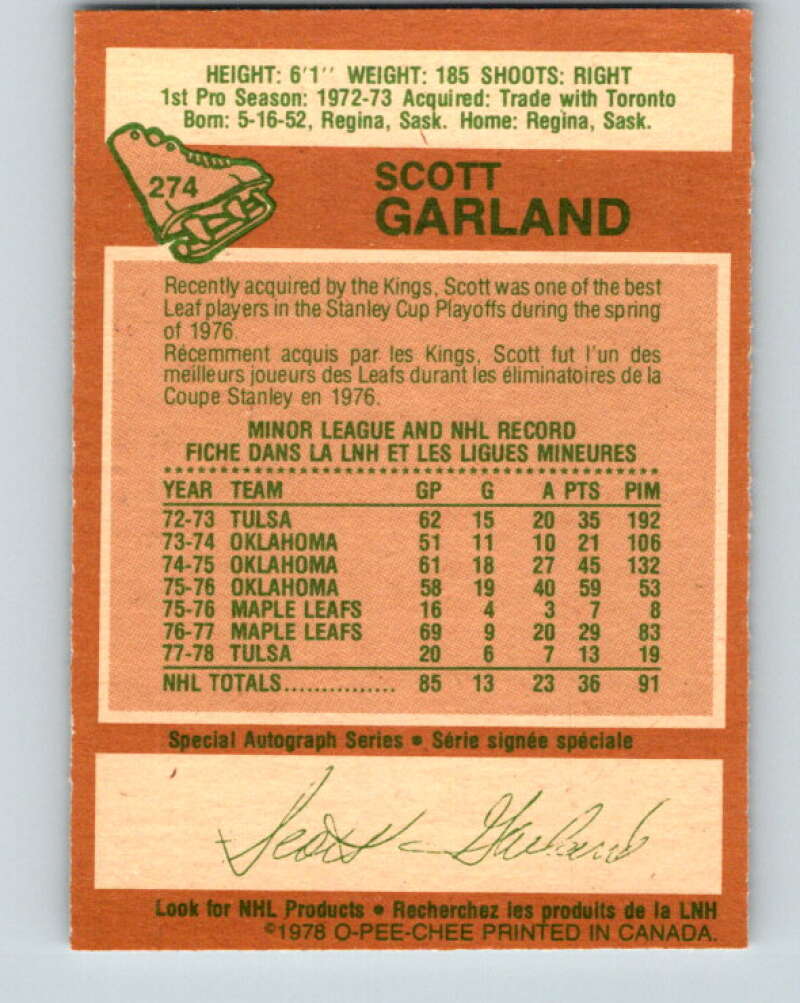 HEIGHT: 6'1'' WEIGHT: 185 SHOOTS: RIGHT
1st Pro Season: 1972-73 Acquired: Trade with Toronto
Born: 5-16-52, Regina, Sask. Home: Regina, Sask.
274
SCOTT
GARLAND
Recently acquired by the Kings, Scott was one of the best
Leaf players in the Stanley Cup Playoffs during the spring
of 1976.
Récemment acquis par les Kings, Scott fut l'un des
meilleurs joueurs des Leafs durant les éliminatoires de la
Coupe Stanley en 1976.
MINOR LEAGUE AND NHL RECORD
FICHE DANS LA LNH ET LES LIGUES MINEURES
YEAR TEAM GP G A PTS PIM
72-73 TULSA 62 15 20 35 192
73-74 OKLAHOMA 51 11 10 21 106
74-75 OKLAHOMA 61 18 27 45 132
75-76 OKLAHOMA 58 19 40 59 53
75-76 MAPLE LEAFS 16 4 3 7 8
76-77 MAPLE LEAFS 69 9 20 29 83
77-78 TULSA 20 6 7 13 19
NHL TOTALS............... 85 13 23 36 91
Special Autograph Series • Série signée spéciale
Scott Garland
Look for NHL Products • Recherchez les produits de la LNH
©1978 O-PEE-CHEE PRINTED IN CANADA.